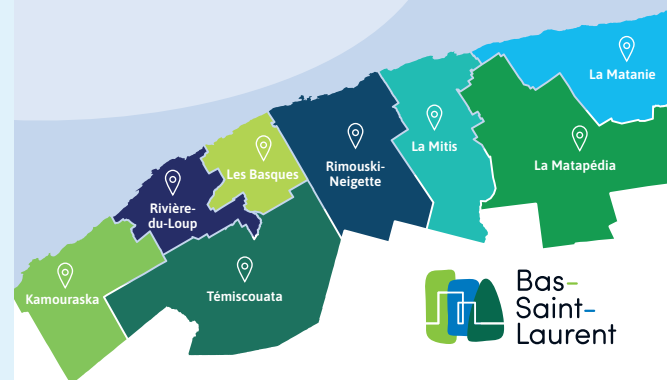 La Matanie
La Mitis
La Matapédia
Rimouski-
Neigette
Les Basques
Rivière-
du-Loup
Kamouraska
Témiscouata
Bas-
Saint-
Laurent